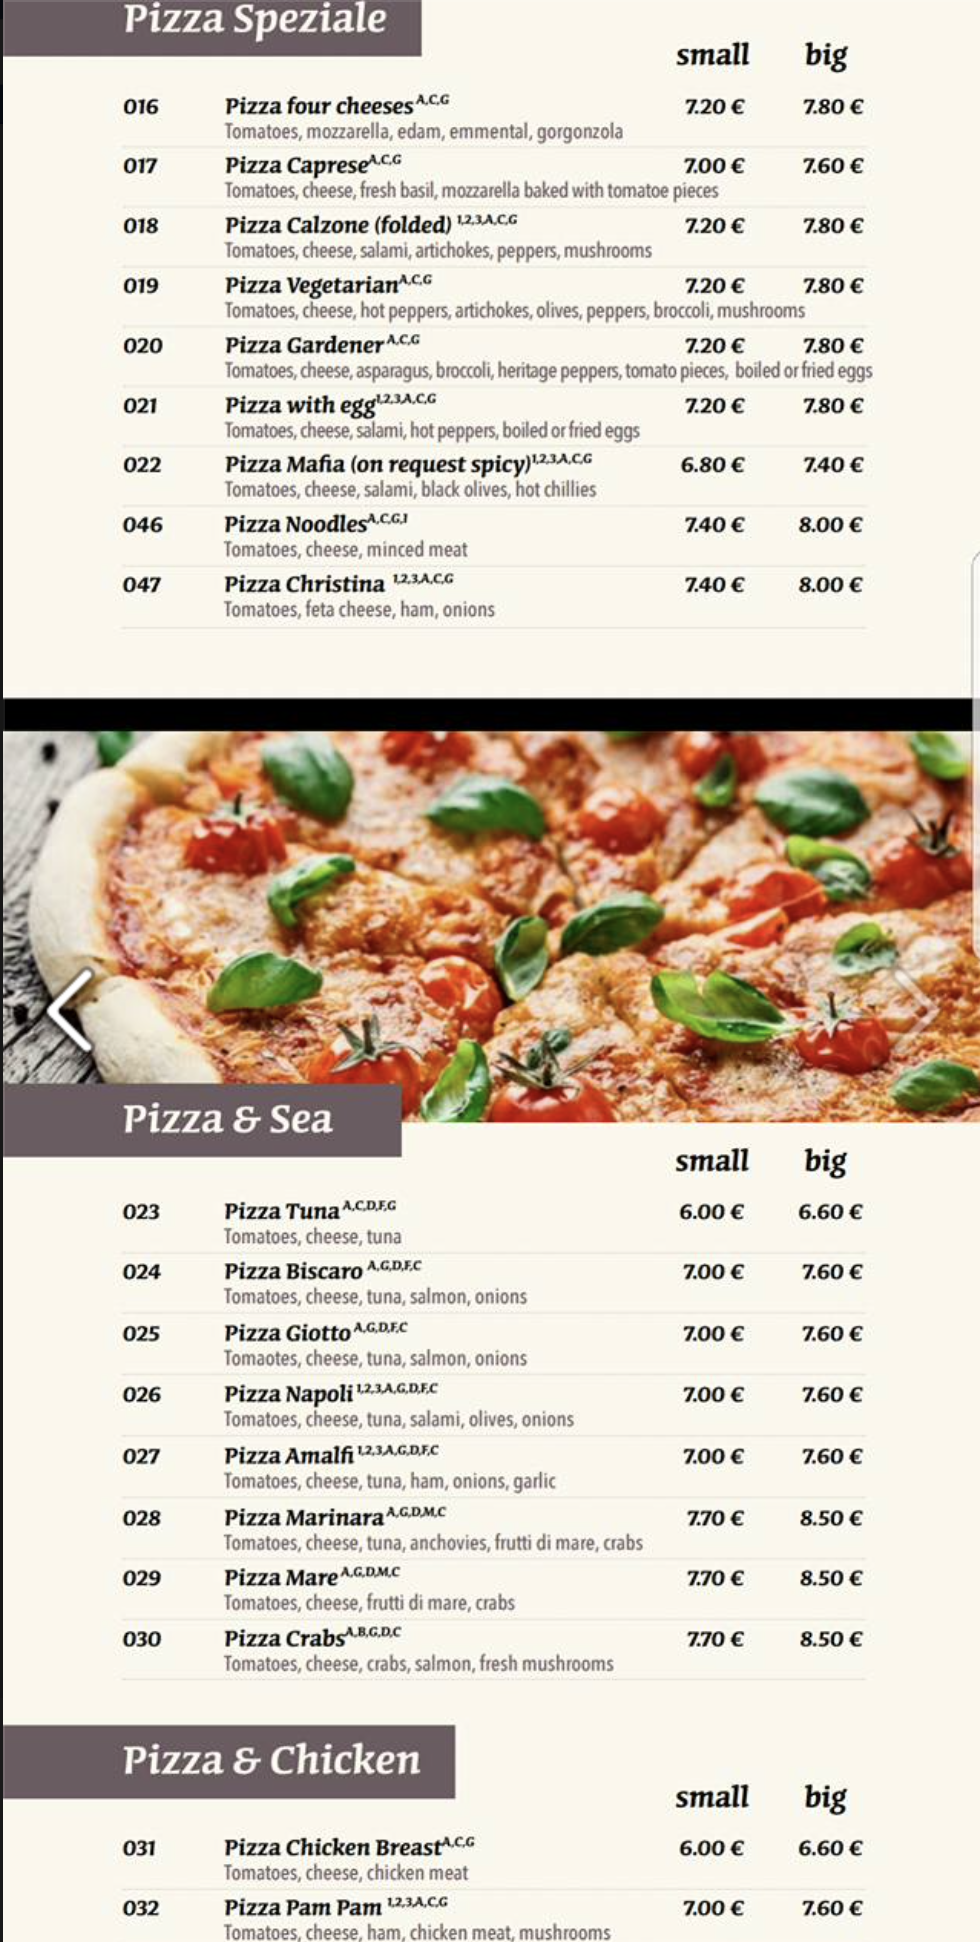 Pizza Speziale
small big
016 Pizza four cheeses A,C,G 7.20 € 7.80 €
Tomatoes, mozzarella, edam, emmental, gorgonzola
017 Pizza Caprese A,C,G 7.00 € 7.60 €
Tomatoes, cheese, fresh basil, mozzarella baked with tomatoe pieces
018 Pizza Calzone (folded) 1,2,3,A,C,G 7.20 € 7.80 €
Tomatoes, cheese, salami, artichokes, peppers, mushrooms
019 Pizza Vegetarian A,C,G 7.20 € 7.80 €
Tomatoes, cheese, hot peppers, artichokes, olives, peppers, broccoli, mushrooms
020 Pizza Gardener A,C,G 7.20 € 7.80 €
Tomatoes, cheese, asparagus, broccoli, heritage peppers, tomato pieces, boiled or fried eggs
021 Pizza with egg 1,2,3,A,C,G 7.20 € 7.80 €
Tomatoes, cheese, salami, hot peppers, boiled or fried eggs
022 Pizza Mafia (on request spicy) 1,2,3,A,C,G 6.80 € 7.40 €
Tomatoes, cheese, salami, black olives, hot chillies
046 Pizza Noodles A,C,G,I 7.40 € 8.00 €
Tomatoes, cheese, minced meat
047 Pizza Christina 1,2,3,A,C,G 7.40 € 8.00 €
Tomatoes, feta cheese, ham, onions
Pizza & Sea
small big
023 Pizza Tuna A,C,D,F,G 6.00 € 6.60 €
Tomatoes, cheese, tuna
024 Pizza Biscaro A,G,D,F,C 7.00 € 7.60 €
Tomatoes, cheese, tuna, salmon, onions
025 Pizza Giotto A,G,D,F,C 7.00 € 7.60 €
Tomaotes, cheese, tuna, salmon, onions
026 Pizza Napoli 1,2,3,A,G,D,F,C 7.00 € 7.60 €
Tomatoes, cheese, tuna, salami, olives, onions
027 Pizza Amalfi 1,2,3,A,G,D,F,C 7.00 € 7.60 €
Tomatoes, cheese, tuna, ham, onions, garlic
028 Pizza Marinara A,G,D,M,C 7.70 € 8.50 €
Tomatoes, cheese, tuna, anchovies, frutti di mare, crabs
029 Pizza Mare A,G,D,M,C 7.70 € 8.50 €
Tomatoes, cheese, frutti di mare, crabs
030 Pizza Crabs A,B,G,D,C 7.70 € 8.50 €
Tomatoes, cheese, crabs, salmon, fresh mushrooms
Pizza & Chicken
small big
031 Pizza Chicken Breast A,C,G 6.00 € 6.60 €
Tomatoes, cheese, chicken meat
032 Pizza Pam Pam 1,2,3,A,C,G 7.00 € 7.60 €
Tomatoes, cheese, ham, chicken meat, mushrooms